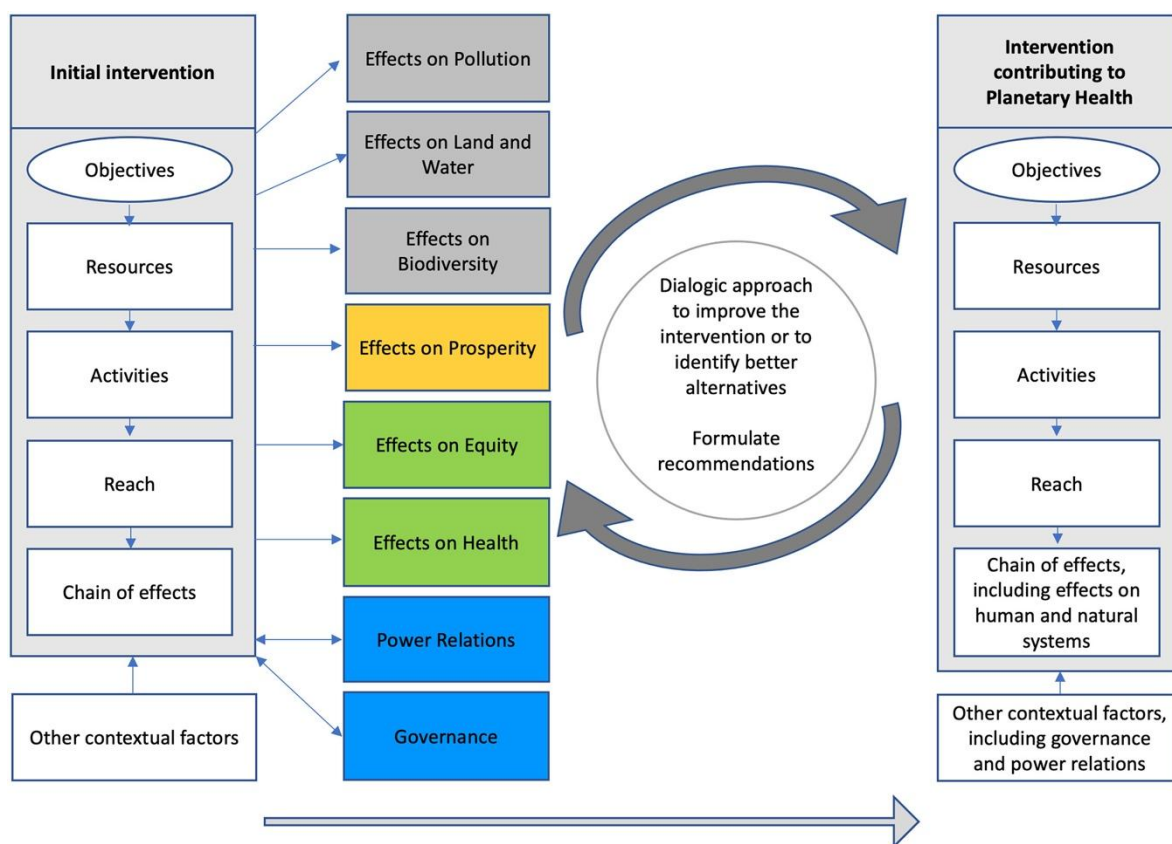 Initial intervention
Objectives
Resources
Activities
Reach
Chain of effects
Other contextual factors
Effects on Pollution
Effects on Land and
Water
Effects on
Biodiversity
Effects on Prosperity
Effects on Equity
Effects on Health
Power Relations
Governance
Dialogic approach
to improve the
intervention or to
identify better
alternatives
Formulate
recommendations
Intervention
contributing to
Planetary Health
Objectives
Resources
Activities
Reach
Chain of effects,
including effects on
human and natural
systems
Other contextual factors,
including governance
and power relations